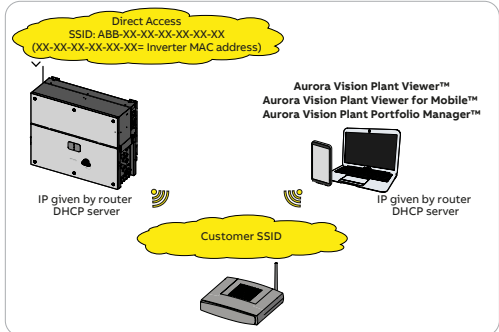 Direct Access
SSID: ABB-XX-XX-XX-XX-XX-XX
(XX-XX-XX-XX-XX-XX= Inverter MAC address)
Aurora Vision Plant Viewer™
Aurora Vision Plant Viewer for Mobile™
Aurora Vision Plant Portfolio Manager™
IP given by router
DHCP server
IP given by router
DHCP server
Customer SSID